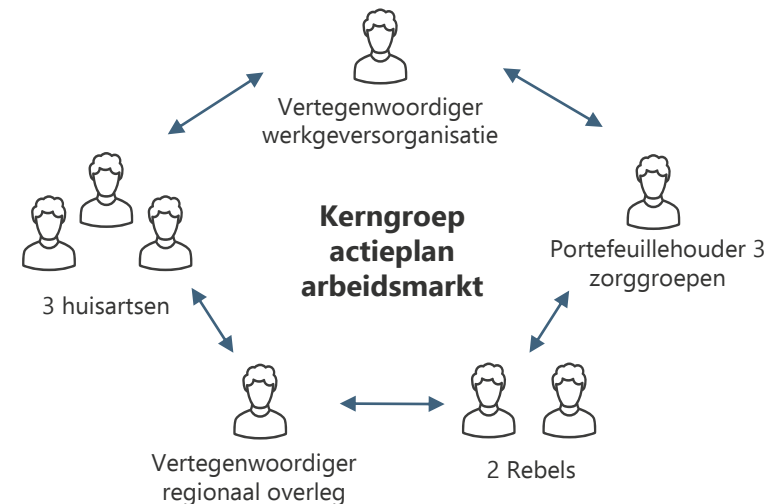 Vertegenwoordiger
werkgeversorganisatie
Kerngroep
actieplan
arbeidsmarkt
Portefeuillehouder 3
zorggroepen
3 huisartsen
Vertegenwoordiger
regionaal overleg
2 Rebels